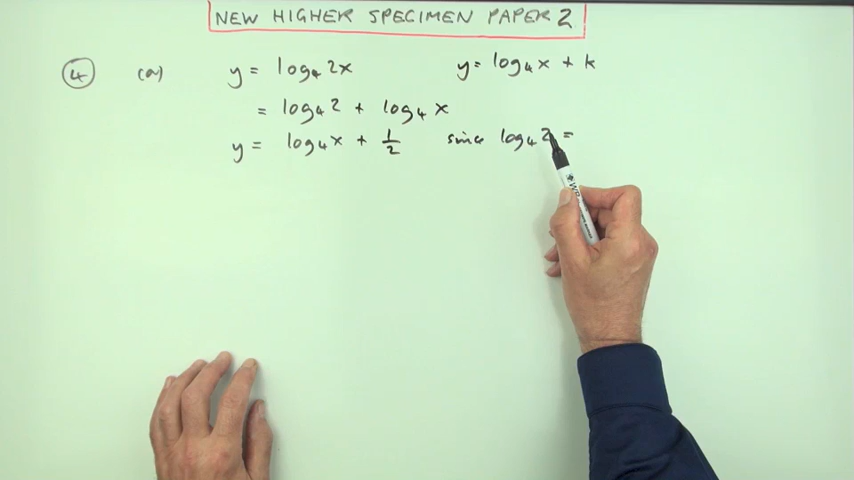 NEW HIGHER SPECIMEN PAPER 2
4 (a) y = log₄ 2x y = log₄ x + k
= log₄ 2 + log₄ x
y = log₄ x + 1/2 since log₄ 2 =